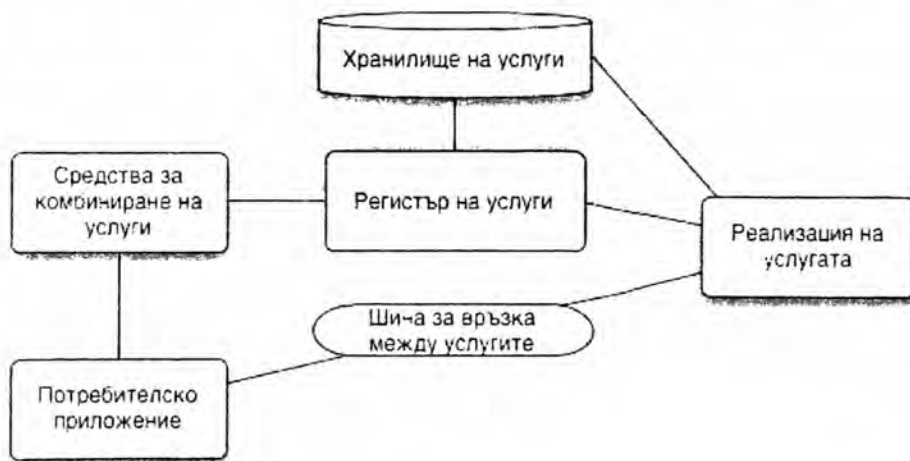 Хранилище на услуги
Средства за
комбиниране на
услуги
Регистър на услуги
Реализация на
услугата
Шина за връзка
между услугите
Потребителско
приложение